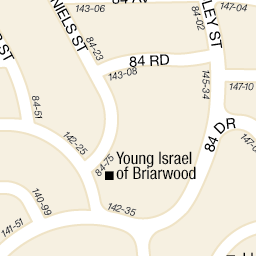 143-06
84 AV
147-04
84-02
LEY ST
NIELS ST
84-23
84 RD
143-08
R ST
84-51
145-34
147-10
84 DR
142-25
84-75
Young Israel
of Briarwood
147-
140-99
142-35
141-51